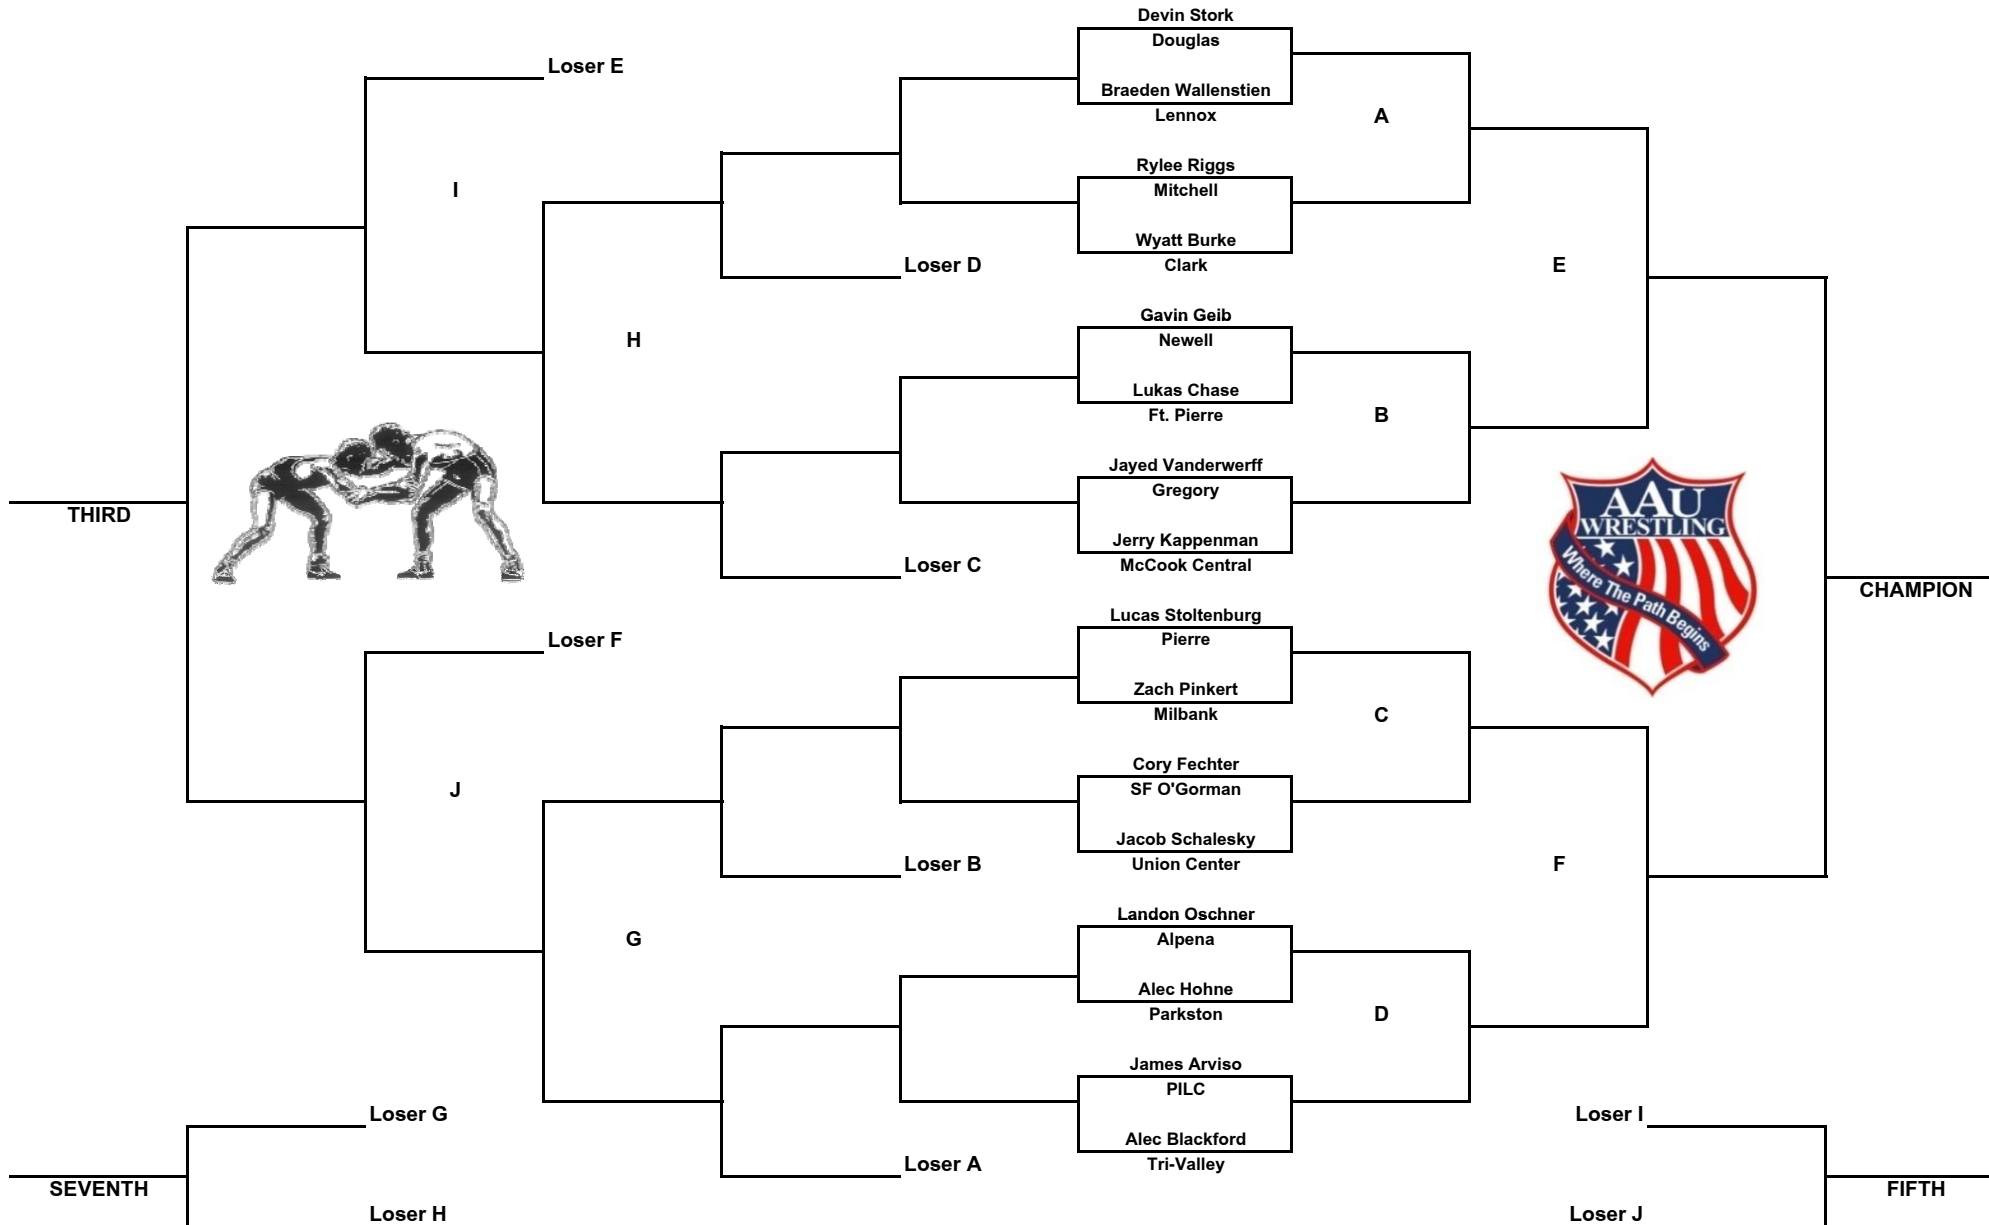 Devin Stork
Douglas
Loser E
Braeden Wallenstien
Lennox
A
Rylee Riggs
Mitchell
I
Wyatt Burke
Clark
Loser D
E
Gavin Geib
Newell
H
Lukas Chase
Ft. Pierre
B
Jayed Vanderwerff
Gregory
THIRD
Jerry Kappenman
McCook Central
Loser C
AAU
WRESTLING
Where The Path Begins
CHAMPION
Lucas Stoltenburg
Pierre
Loser F
Zach Pinkert
Milbank
C
Cory Fechter
SF O'Gorman
J
Jacob Schalesky
Union Center
Loser B
F
Landon Oschner
Alpena
G
Alec Hohne
Parkston
D
James Arviso
PILC
Loser G
Loser I
Alec Blackford
Tri-Valley
Loser A
SEVENTH
FIFTH
Loser H
Loser J